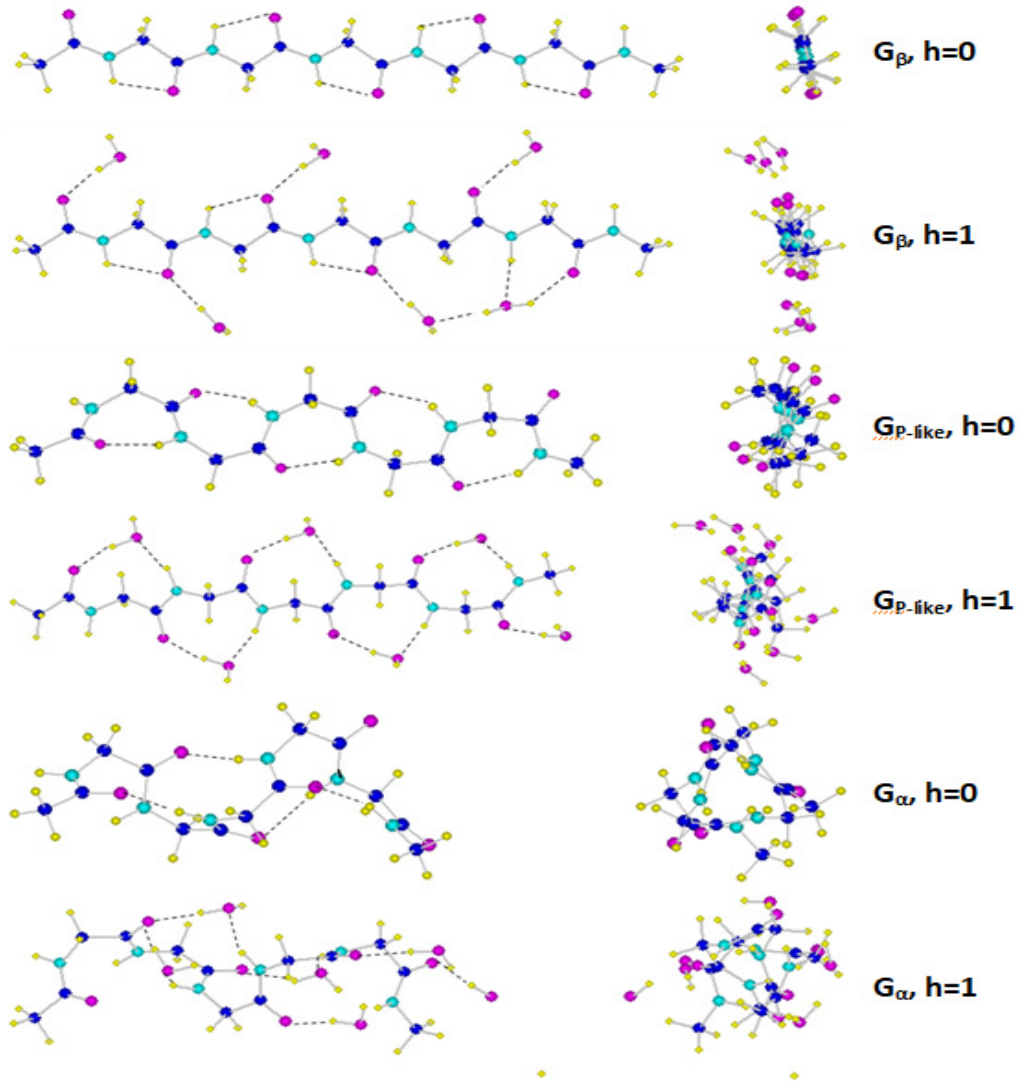 Gβ, h=0
Gβ, h=1
GP-like, h=0
GP-like, h=1
Gα, h=0
Gα, h=1